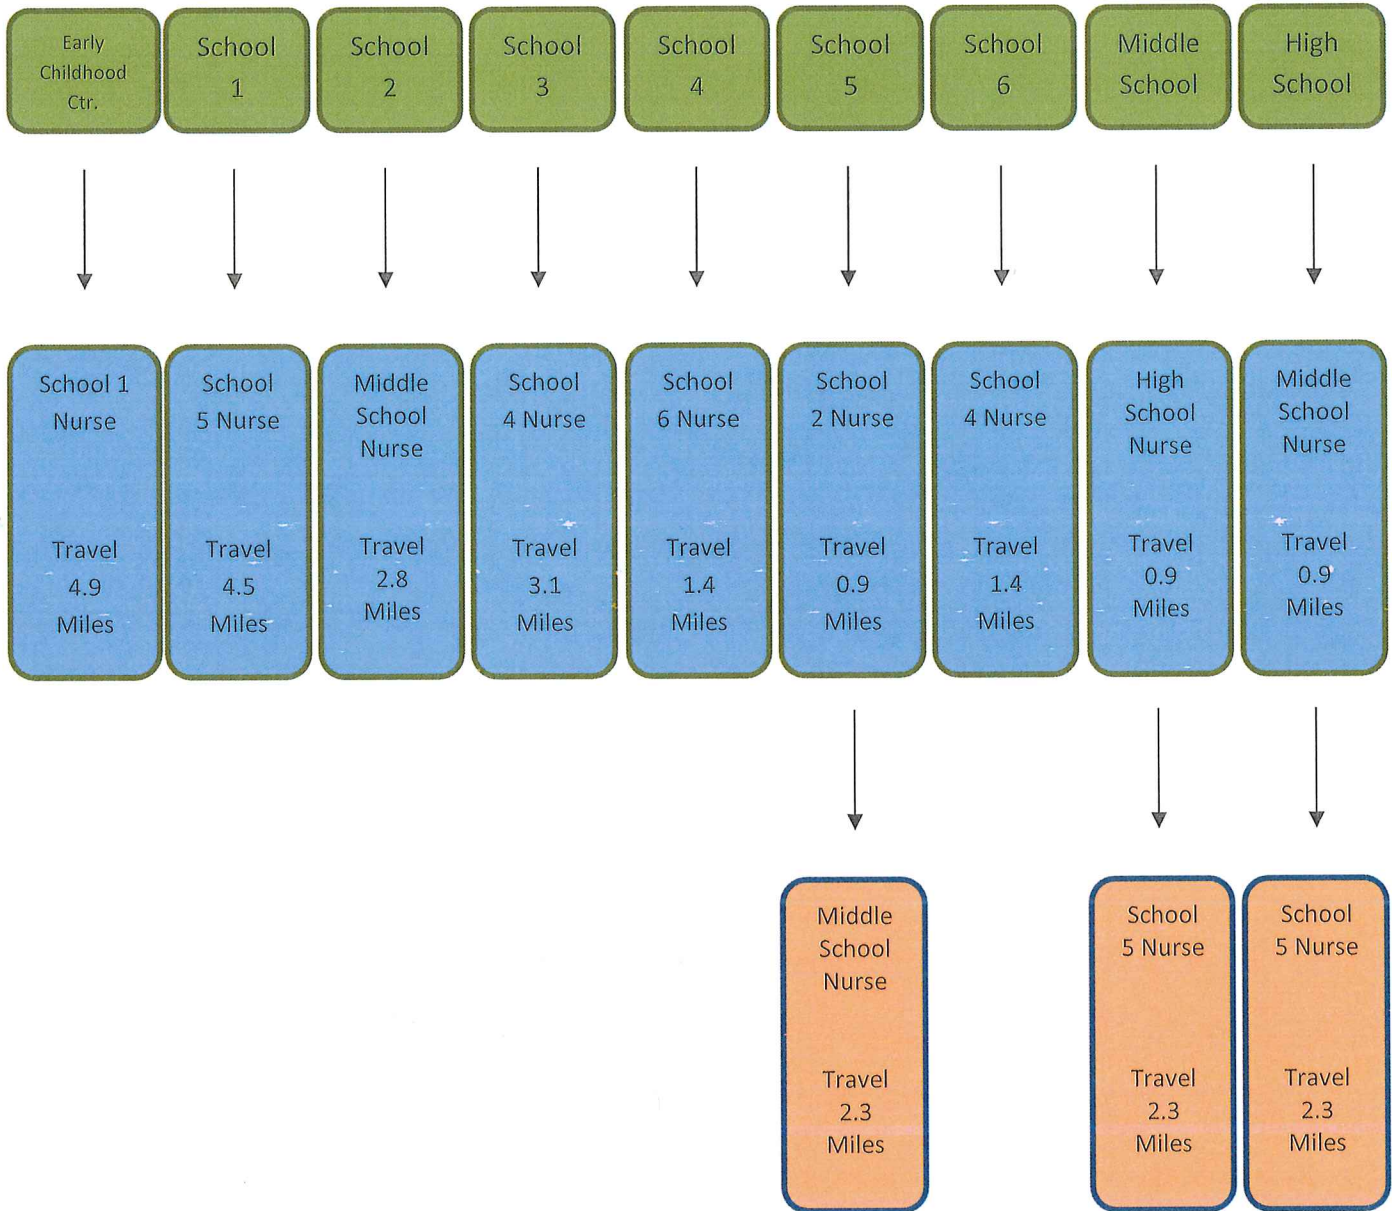 Early
Childhood
Ctr.
School
1
School
2
School
3
School
4
School
5
School
6
Middle
School
High
School
School 1
Nurse
Travel
4.9
Miles
School
5 Nurse
Travel
4.5
Miles
Middle
School
Nurse
Travel
2.8
Miles
School
4 Nurse
Travel
3.1
Miles
School
6 Nurse
Travel
1.4
Miles
School
2 Nurse
Travel
0.9
Miles
School
4 Nurse
Travel
1.4
Miles
High
School
Nurse
Travel
0.9
Miles
Middle
School
Nurse
Travel
0.9
Miles
Middle
School
Nurse
Travel
2.3
Miles
School
5 Nurse
Travel
2.3
Miles
School
5 Nurse
Travel
2.3
Miles